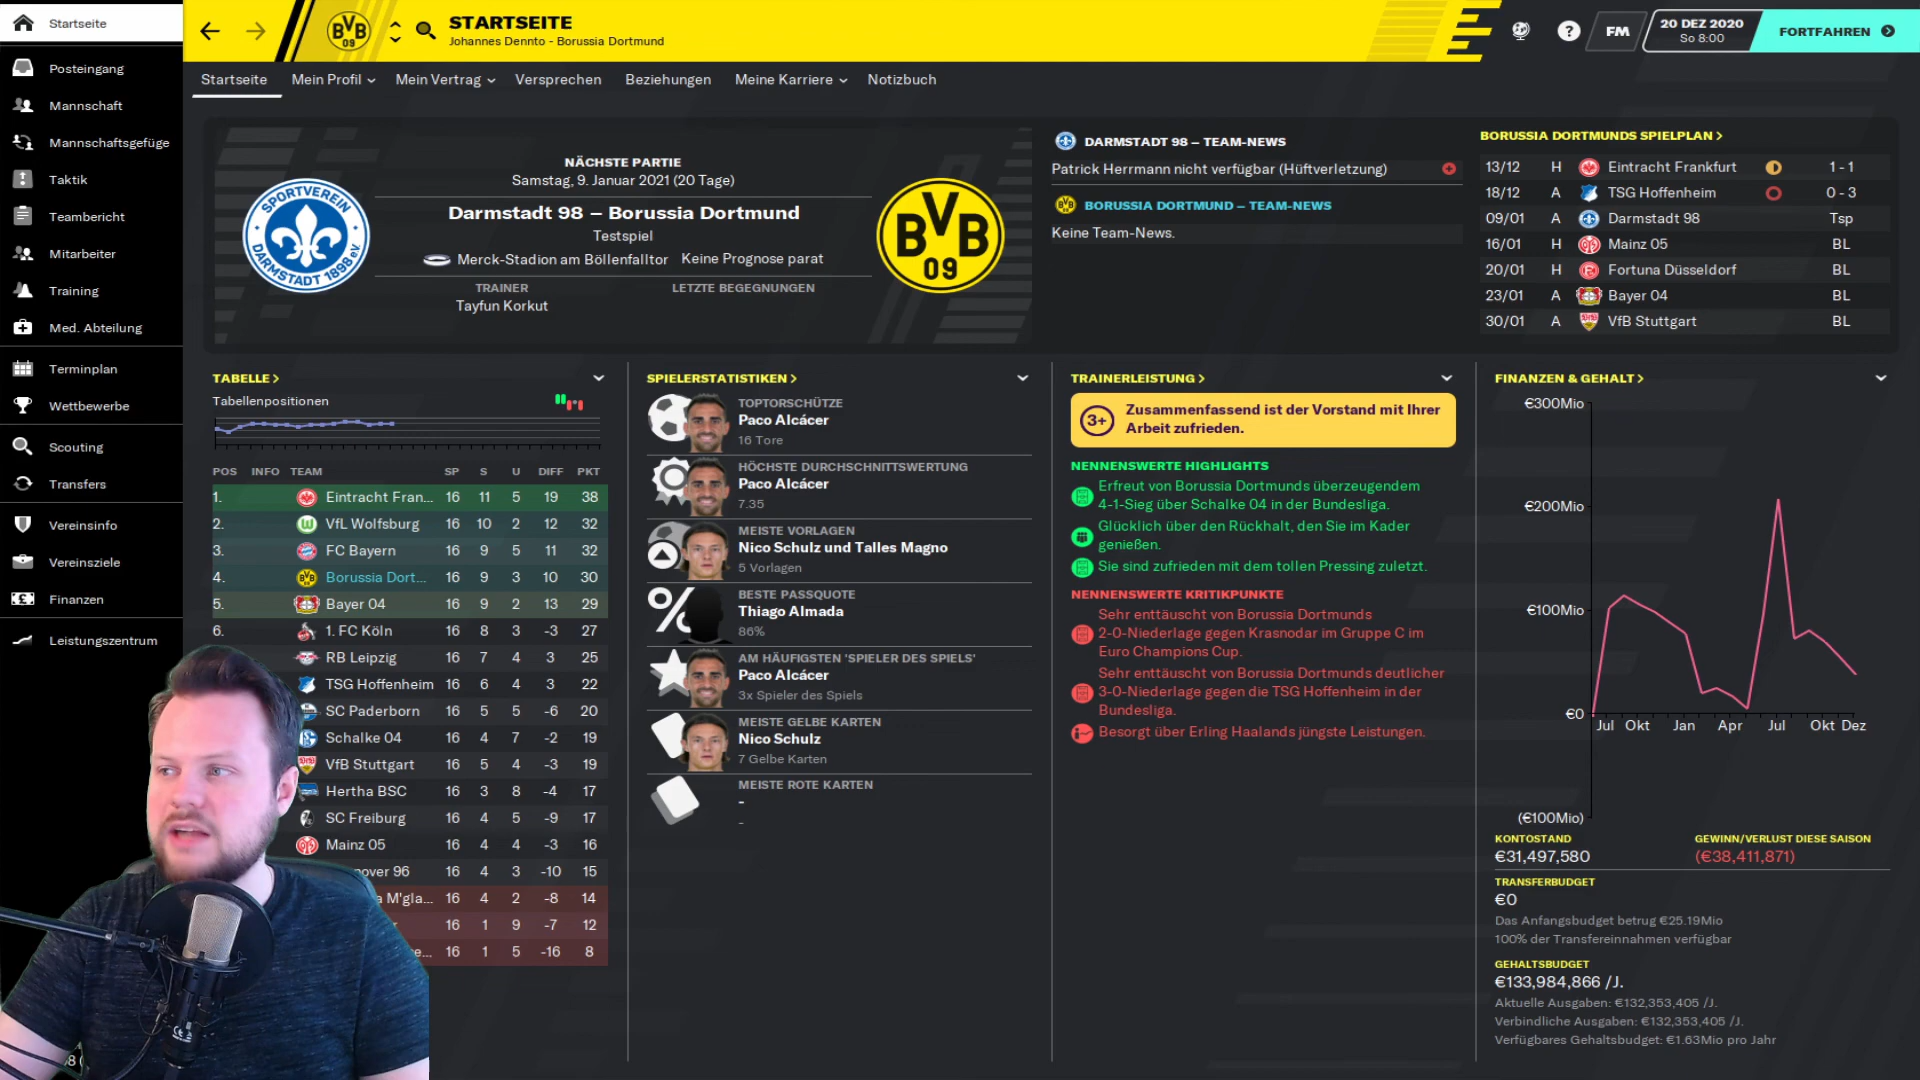 Startseite
Posteingang
Mannschaft
Mannschaftsgefüge
Taktik
Teambericht
Mitarbeiter
Training
Med. Abteilung
Terminplan
Wettbewerbe
Scouting
Transfers
Vereinsinfo
Vereinsziele
Finanzen
Leistungszentrum
BVB 09
STARTSEITE
Johannes Dennto - Borussia Dortmund
?
FM
20 DEZ 2020
So 8:00
FORTFAHREN
Startseite Mein Profil Mein Vertrag Versprechen Beziehungen Meine Karriere Notizbuch
SPORTVEREIN DARMSTADT 1898 e.V.
NÄCHSTE PARTIE
Samstag, 9. Januar 2021 (20 Tage)
Darmstadt 98 – Borussia Dortmund
Testspiel
Merck-Stadion am Böllenfalltor Keine Prognose parat
TRAINER LETZTE BEGEGNUNGEN
Tayfun Korkut
BVB 09
DARMSTADT 98 – TEAM-NEWS
Patrick Herrmann nicht verfügbar (Hüftverletzung)
BORUSSIA DORTMUND – TEAM-NEWS
Keine Team-News.
BORUSSIA DORTMUNDS SPIELPLAN >
13/12 H Eintracht Frankfurt 1 - 1
18/12 A TSG Hoffenheim 0 - 3
09/01 A Darmstadt 98 Tsp
16/01 H Mainz 05 BL
20/01 H Fortuna Düsseldorf BL
23/01 A Bayer 04 BL
30/01 A VfB Stuttgart BL
TABELLE >
Tabellenpositionen
POS INFO TEAM SP S U DIFF PKT
1. Eintracht Fran... 16 11 5 19 38
2. VfL Wolfsburg 16 10 2 12 32
3. FC Bayern 16 9 5 11 32
4. Borussia Dort... 16 9 3 10 30
5. Bayer 04 16 9 2 13 29
6. 1. FC Köln 16 8 3 -3 27
RB Leipzig 16 7 4 3 25
TSG Hoffenheim 16 6 4 3 22
SC Paderborn 16 5 5 -6 20
Schalke 04 16 4 7 -2 19
VfB Stuttgart 16 5 4 -3 19
Hertha BSC 16 3 8 -4 17
SC Freiburg 16 4 5 -9 17
Mainz 05 16 4 4 -3 16
nover 96 16 4 3 -10 15
a M'gla... 16 4 2 -8 14
r 16 1 9 -7 12
e... 16 1 5 -16 8
SPIELERSTATISTIKEN >
TOPTORSCHÜTZE
Paco Alcácer
16 Tore
HÖCHSTE DURCHSCHNITTSWERTUNG
Paco Alcácer
7.35
MEISTE VORLAGEN
Nico Schulz und Talles Magno
5 Vorlagen
BESTE PASSQUOTE
Thiago Almada
86%
AM HÄUFIGSTEN 'SPIELER DES SPIELS'
Paco Alcácer
3x Spieler des Spiels
MEISTE GELBE KARTEN
Nico Schulz
7 Gelbe Karten
MEISTE ROTE KARTEN
-
-
TRAINERLEISTUNG >
3+
Zusammenfassend ist der Vorstand mit Ihrer
Arbeit zufrieden.
NENNENSWERTE HIGHLIGHTS
Erfreut von Borussia Dortmunds überzeugendem
4-1-Sieg über Schalke 04 in der Bundesliga.
Glücklich über den Rückhalt, den Sie im Kader
genießen.
Sie sind zufrieden mit dem tollen Pressing zuletzt.
NENNENSWERTE KRITIKPUNKTE
Sehr enttäuscht von Borussia Dortmunds
2-0-Niederlage gegen Krasnodar im Gruppe C im
Euro Champions Cup.
Sehr enttäuscht von Borussia Dortmunds deutlicher
3-0-Niederlage gegen die TSG Hoffenheim in der
Bundesliga.
Besorgt über Erling Haalands jüngste Leistungen.
FINANZEN & GEHALT >
€300Mio
€200Mio
€100Mio
€0
(€100Mio)
Jul Okt Jan Apr Jul Okt Dez
KONTOSTAND GEWINN/VERLUST DIESE SAISON
€31,497,580 (€38,411,871)
TRANSFERBUDGET
€0
Das Anfangsbudget betrug €25.19Mio
100% der Transfereinnahmen verfügbar
GEHALTSBUDGET
€133,984,866 /J.
Aktuelle Ausgaben: €132,353,405 /J.
Verbindliche Ausgaben: €132,353,405 /J.
Verfügbares Gehaltsbudget: €1.63Mio pro Jahr